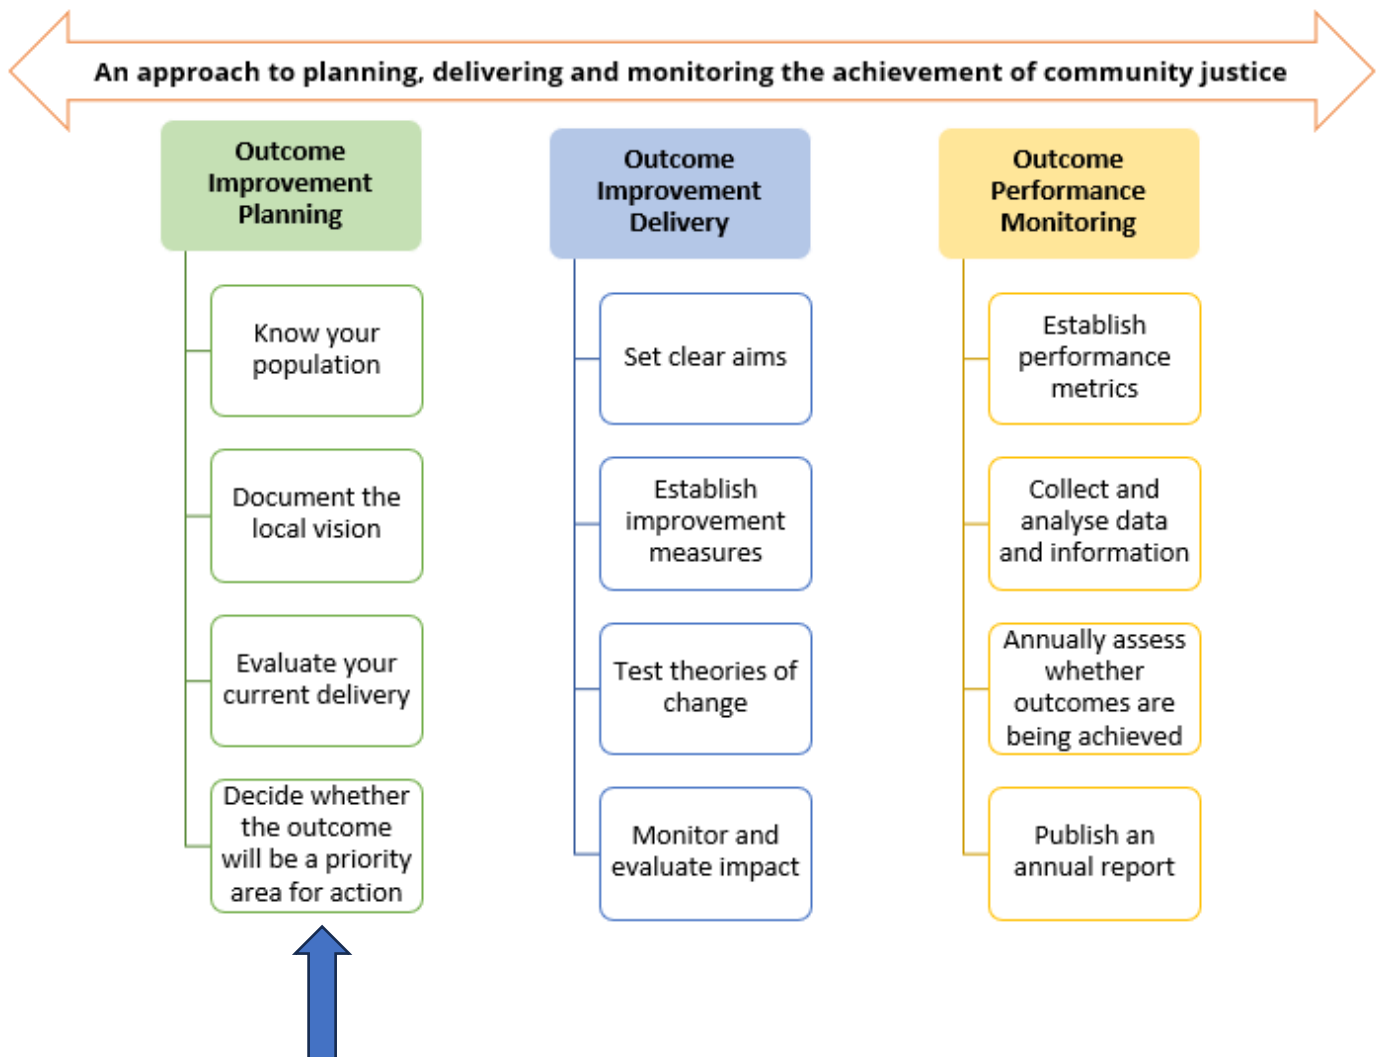 An approach to planning, delivering and monitoring the achievement of community justice
Outcome
Improvement
Planning
Know your
population
Document the
local vision
Evaluate your
current delivery
Decide whether
the outcome
will be a priority
area for action
Outcome
Improvement
Delivery
Set clear aims
Establish
improvement
measures
Test theories of
change
Monitor and
evaluate impact
Outcome
Performance
Monitoring
Establish
performance
metrics
Collect and
analyse data
and information
Annually assess
whether
outcomes are
being achieved
Publish an
annual report